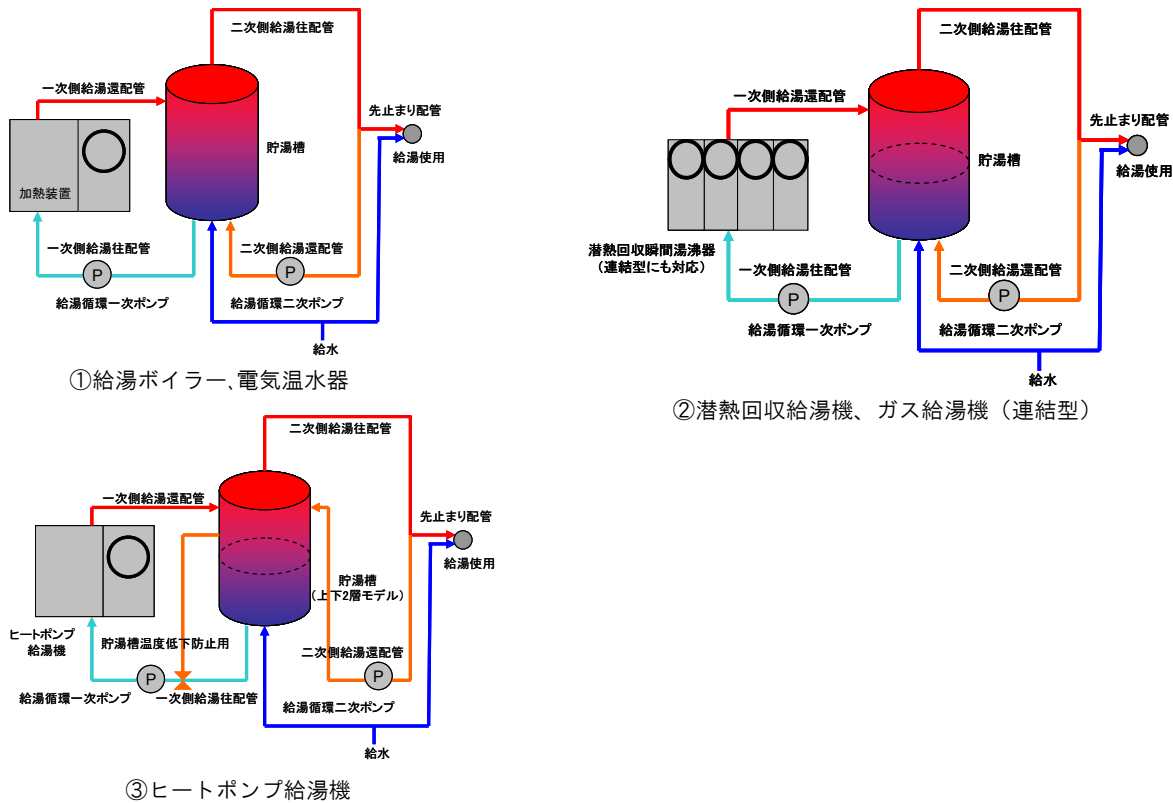 二次側給湯往配管
一次側給湯還配管
先止まり配管
給湯使用
貯湯槽
加熱装置
一次側給湯往配管
二次側給湯還配管
P
P
給湯循環一次ポンプ
給湯循環二次ポンプ
給水
①給湯ボイラー、電気温水器
二次側給湯往配管
一次側給湯還配管
先止まり配管
給湯使用
貯湯槽
潜熱回収瞬間湯沸器
（連結型にも対応）
一次側給湯往配管
二次側給湯還配管
P
P
給湯循環一次ポンプ
給湯循環二次ポンプ
給水
②潜熱回収給湯機、ガス給湯機（連結型）
二次側給湯往配管
一次側給湯還配管
先止まり配管
給湯使用
貯湯槽
（上下2層モデル）
ヒートポンプ
給湯機
貯湯槽温度低下防止用
二次側給湯還配管
P
P
給湯循環一次ポンプ
一次側給湯往配管
給湯循環二次ポンプ
給水
③ヒートポンプ給湯機